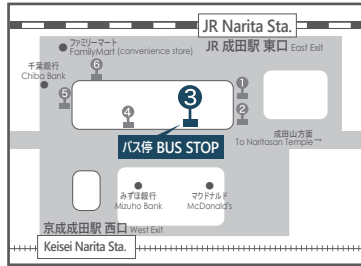 JR Narita Sta.
JR 成田駅 東口 East Exit
ファミリーマート
FamilyMart (convenience store)
千葉銀行
Chiba Bank
⑥
⑤
④
③
①
②
バス停 BUS STOP
成田山方面
To Naritasan Temple→
みずほ銀行
Mizuho Bank
マクドナルド
McDonald's
京成成田駅 西口 West Exit
Keisei Narita Sta.